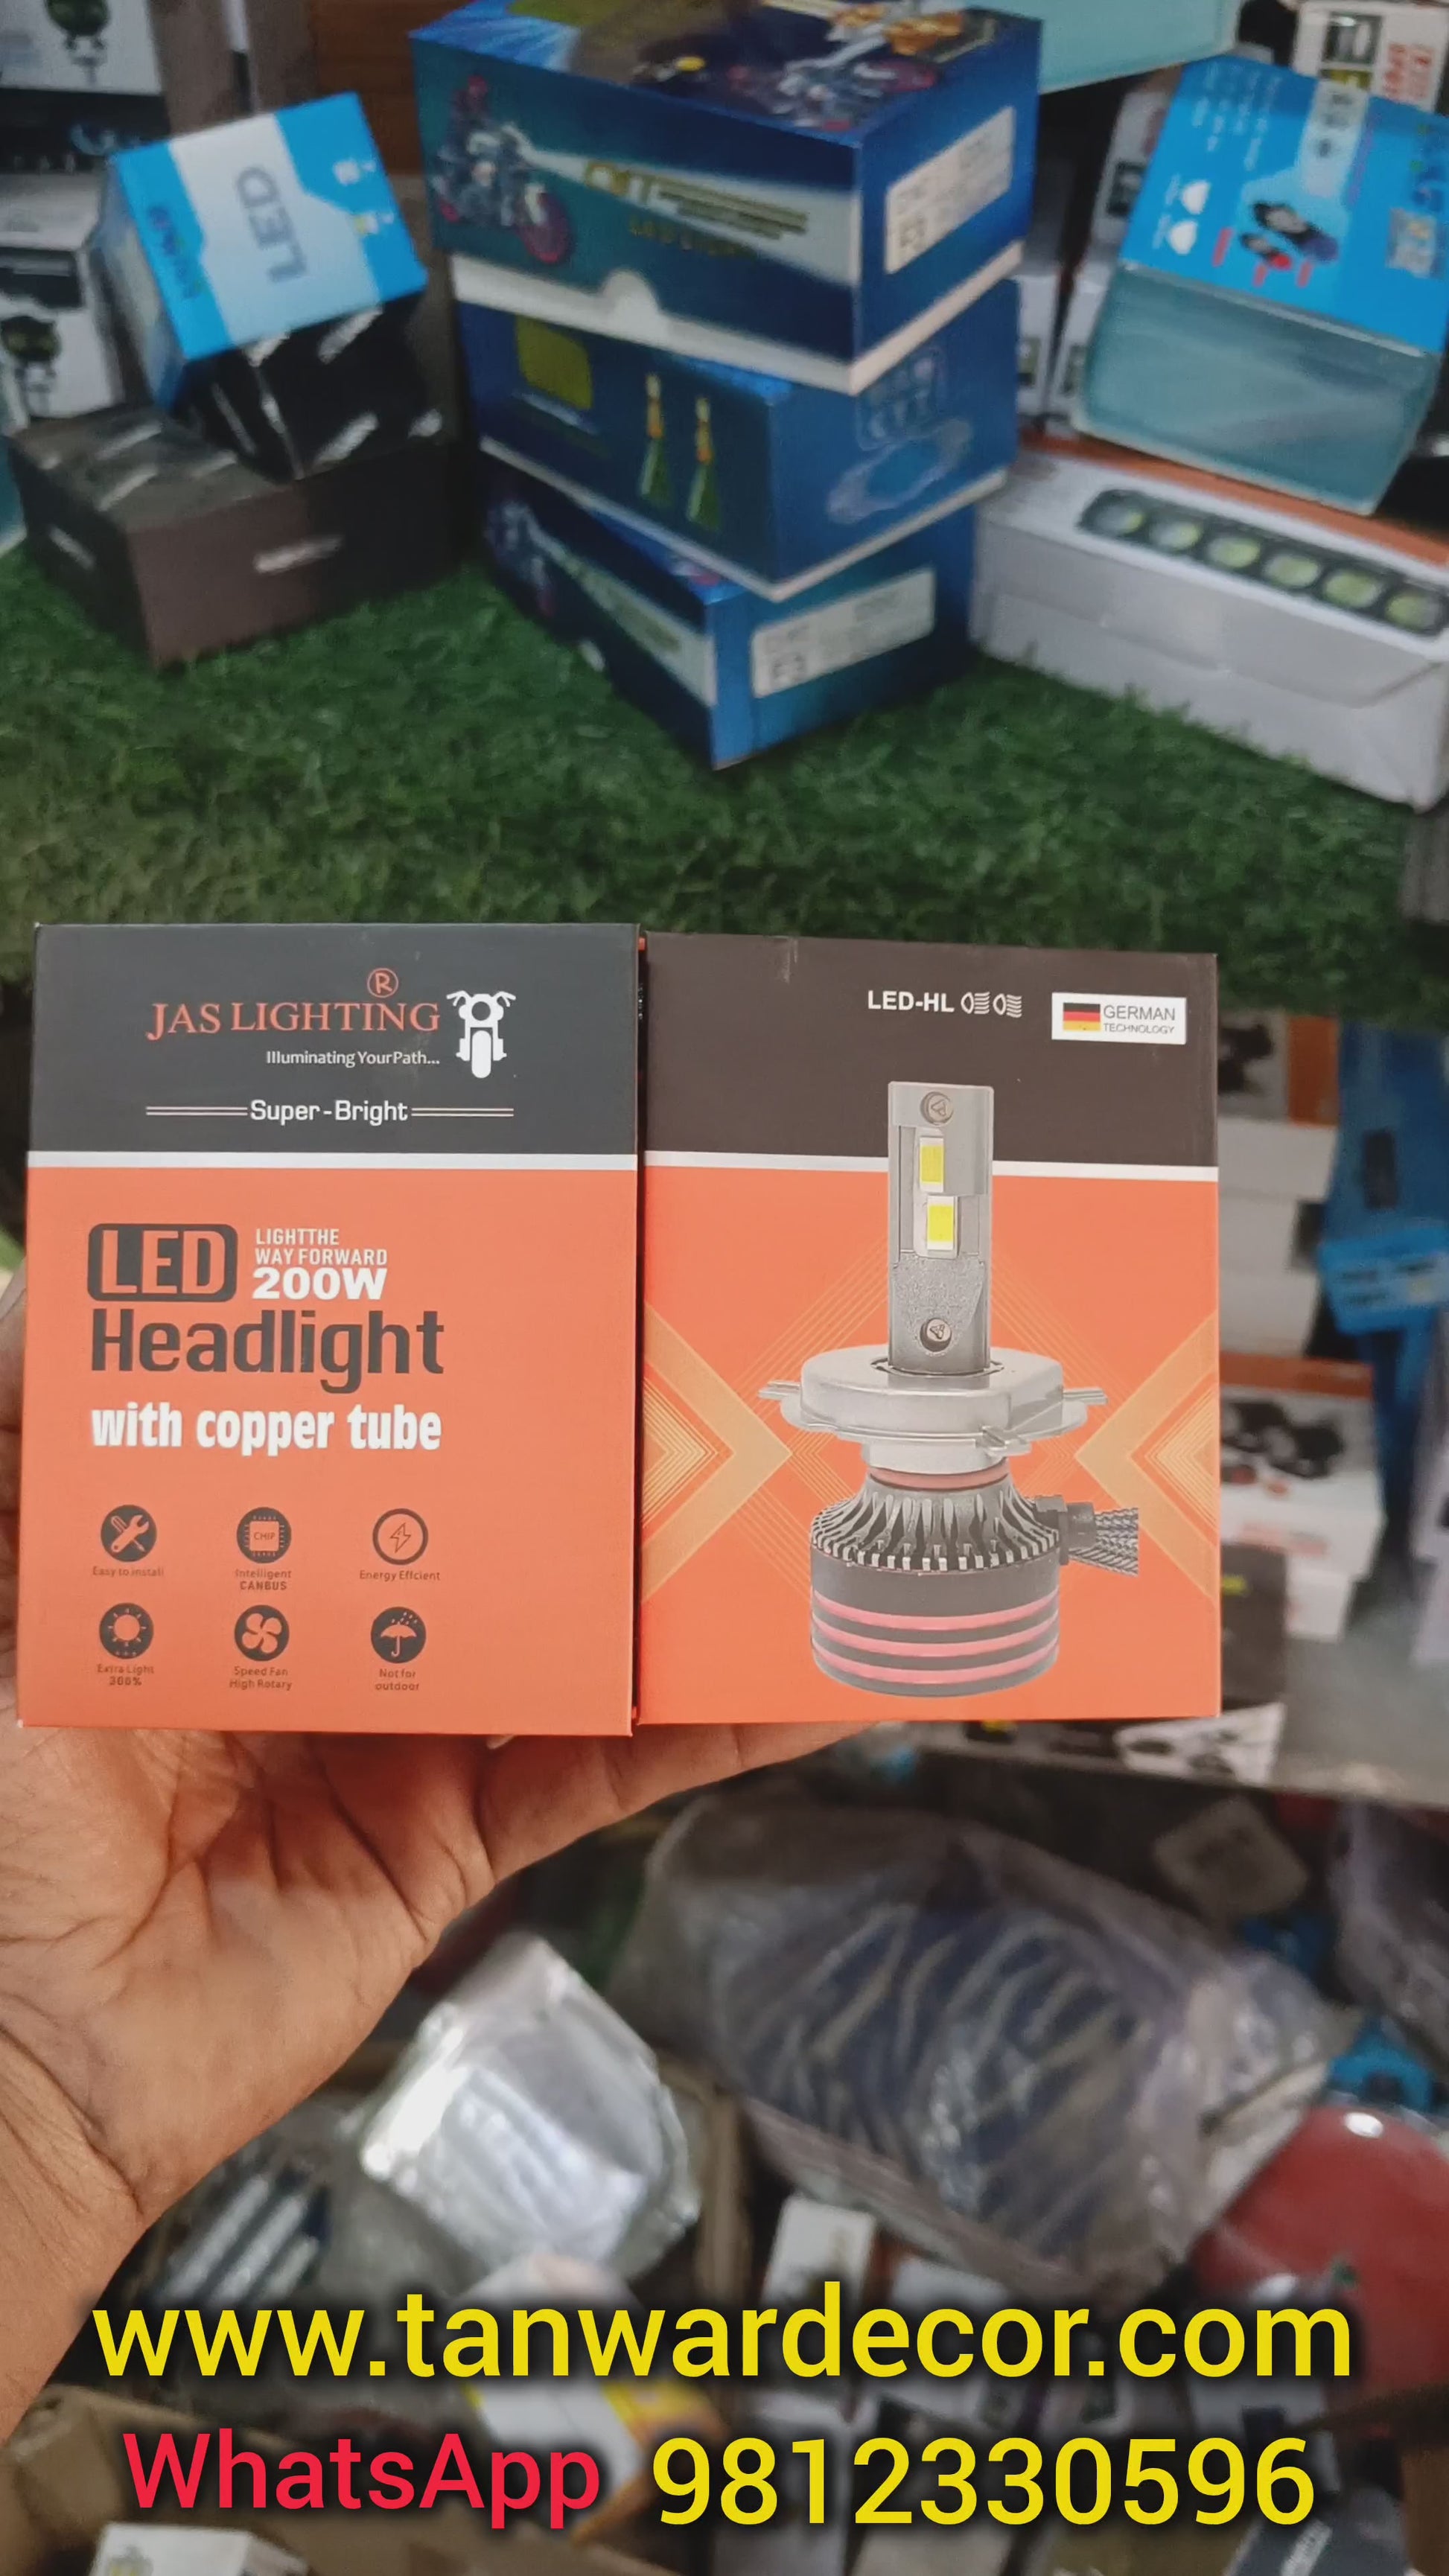 LED
JAS LIGHTING®
Illuminating YourPath...
Super-Bright
LED
LIGHTTHE
WAY FORWARD
200W
Headlight
with copper tube
Easy to install
CHIP
Intelligent
CANBUS
Energy Effcient
Extra Light
Speed Fan
High Rotary
Not for
outdoor
LED-HL
GERMAN
TECHNOLOGY
www.tanwardecor.com
WhatsApp 9812330596